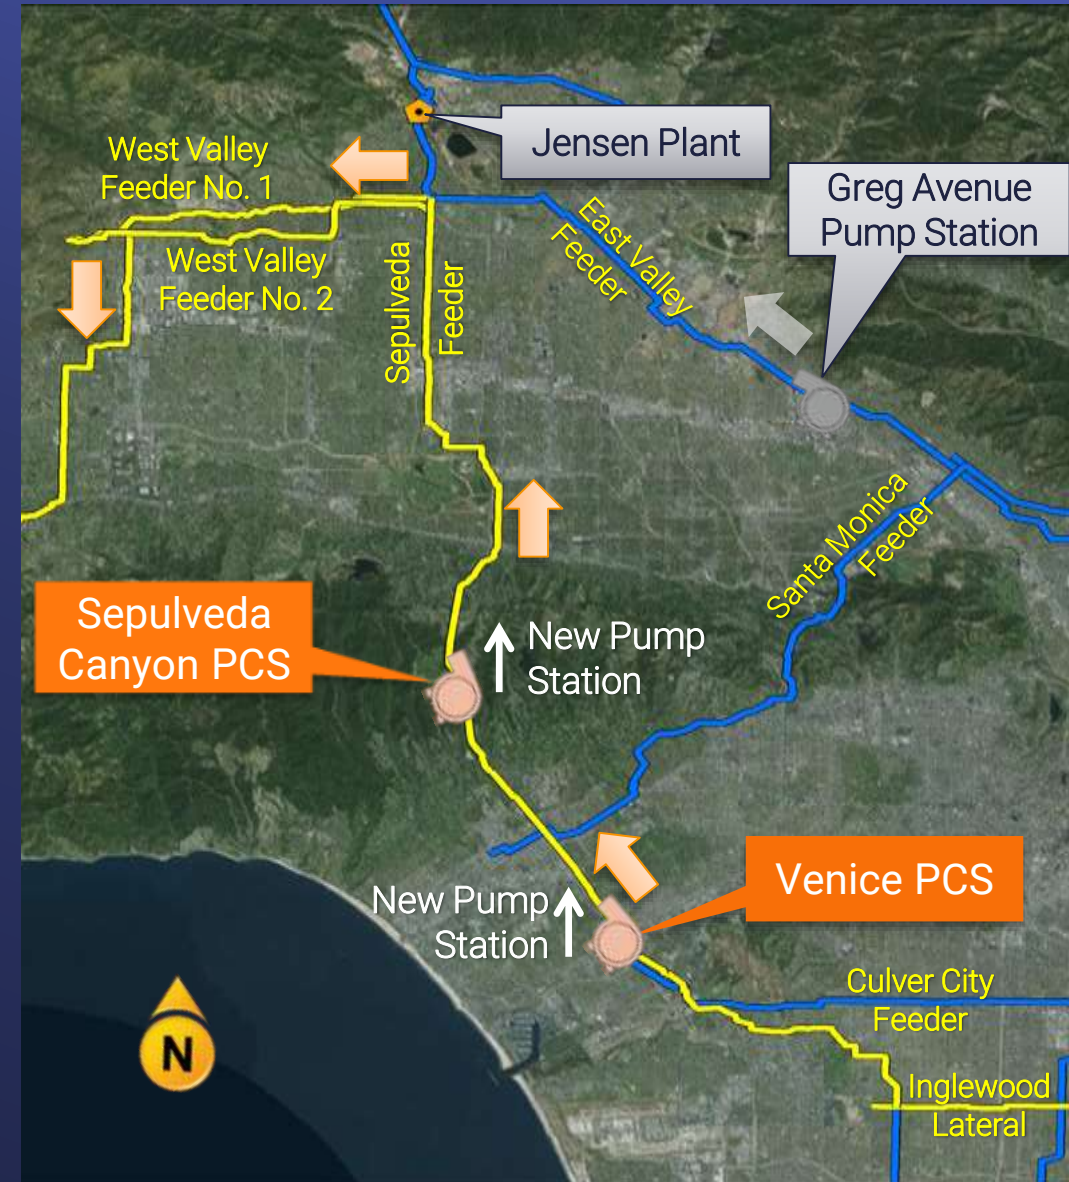 Jensen Plant
West Valley
Feeder No. 1
Greg Avenue
Pump Station
East Valley
Feeder
West Valley
Feeder No. 2
Sepulveda
Feeder
Santa Monica
Feeder
Sepulveda
Canyon PCS
New Pump
Station
Venice PCS
New Pump
Station
Culver City
Feeder
N
Inglewood
Lateral